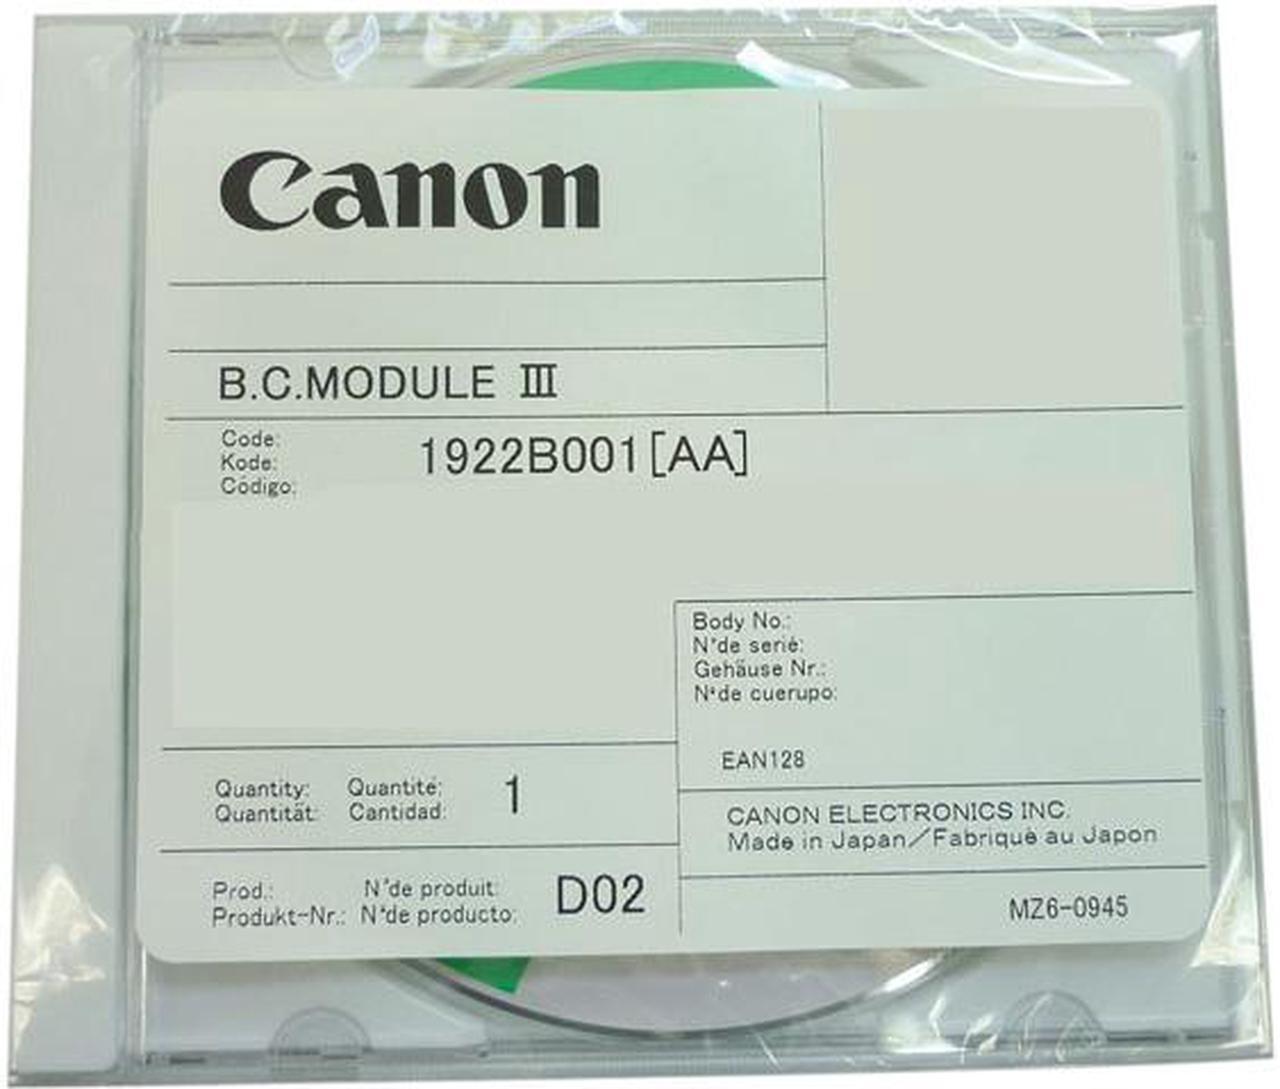 Canon
B.C.MODULE Ⅲ
Code:
Kode:
Código:
1922B001[AA]
Body No.:
N°de serié:
Gehäuse Nr.:
N°de cuerupo:
EAN128
Quantity: Quantité:
Quantität: Cantidad:
1
CANON ELECTRONICS INC.
Made in Japan/Fabriqué au Japon
Prod.: N°de produit:
Produkt-Nr.: N°de producto:
D02
MZ6-0945